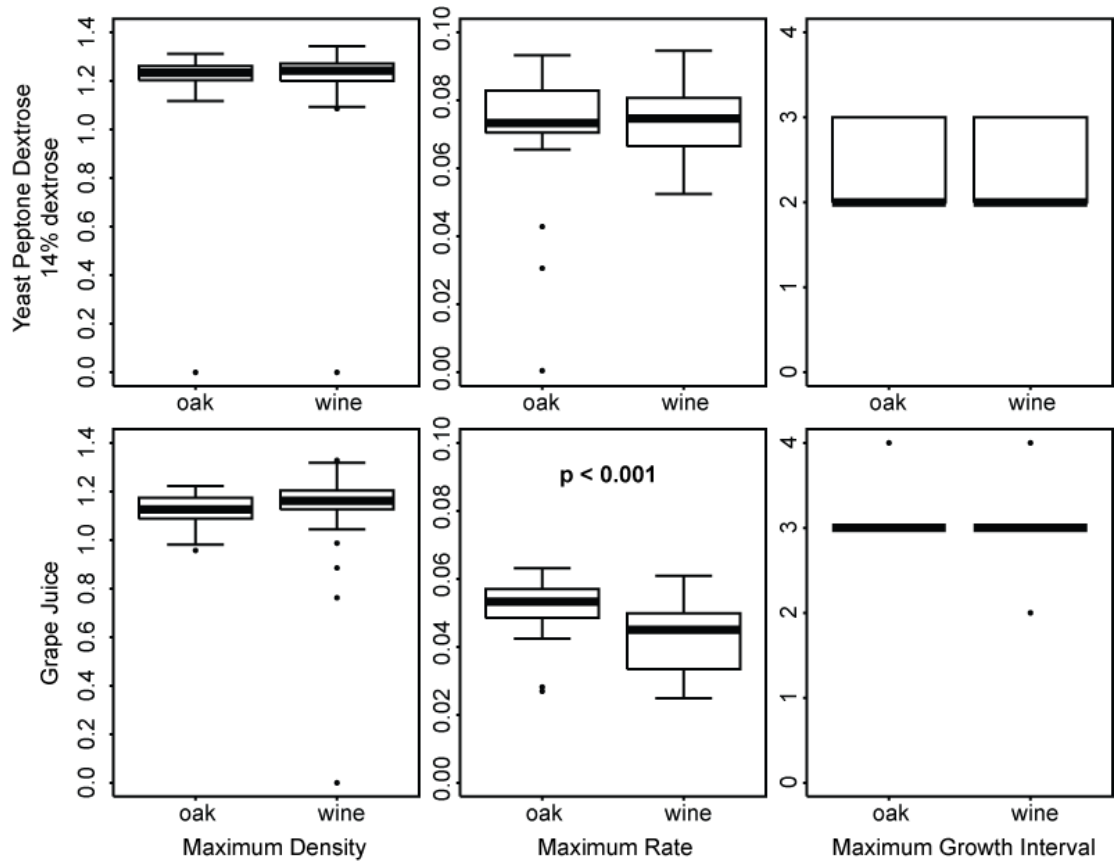 Yeast Peptone Dextrose
14% dextrose
1.4
1.2
1.0
0.8
0.6
0.4
0.2
0.0
oak
wine
0.10
0.08
0.06
0.04
0.02
0.00
oak
wine
4
3
2
1
0
oak
wine
Grape Juice
1.4
1.2
1.0
0.8
0.6
0.4
0.2
0.0
oak
wine
Maximum Density
0.10
0.08
0.06
0.04
0.02
0.00
p < 0.001
oak
wine
Maximum Rate
4
3
2
1
0
oak
wine
Maximum Growth Interval